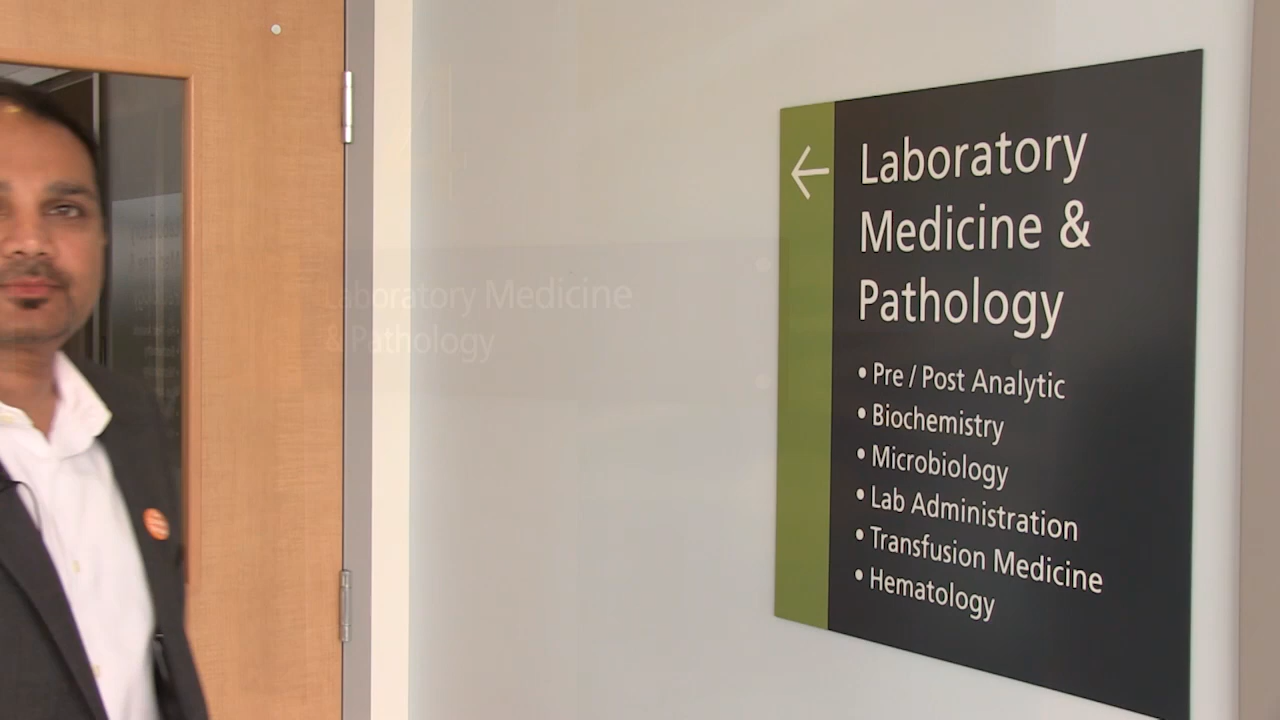 Laboratory
Medicine &
Pathology
• Pre / Post Analytic
• Biochemistry
• Microbiology
• Lab Administration
• Transfusion Medicine
• Hematology
Laboratory Medicine
& Pathology